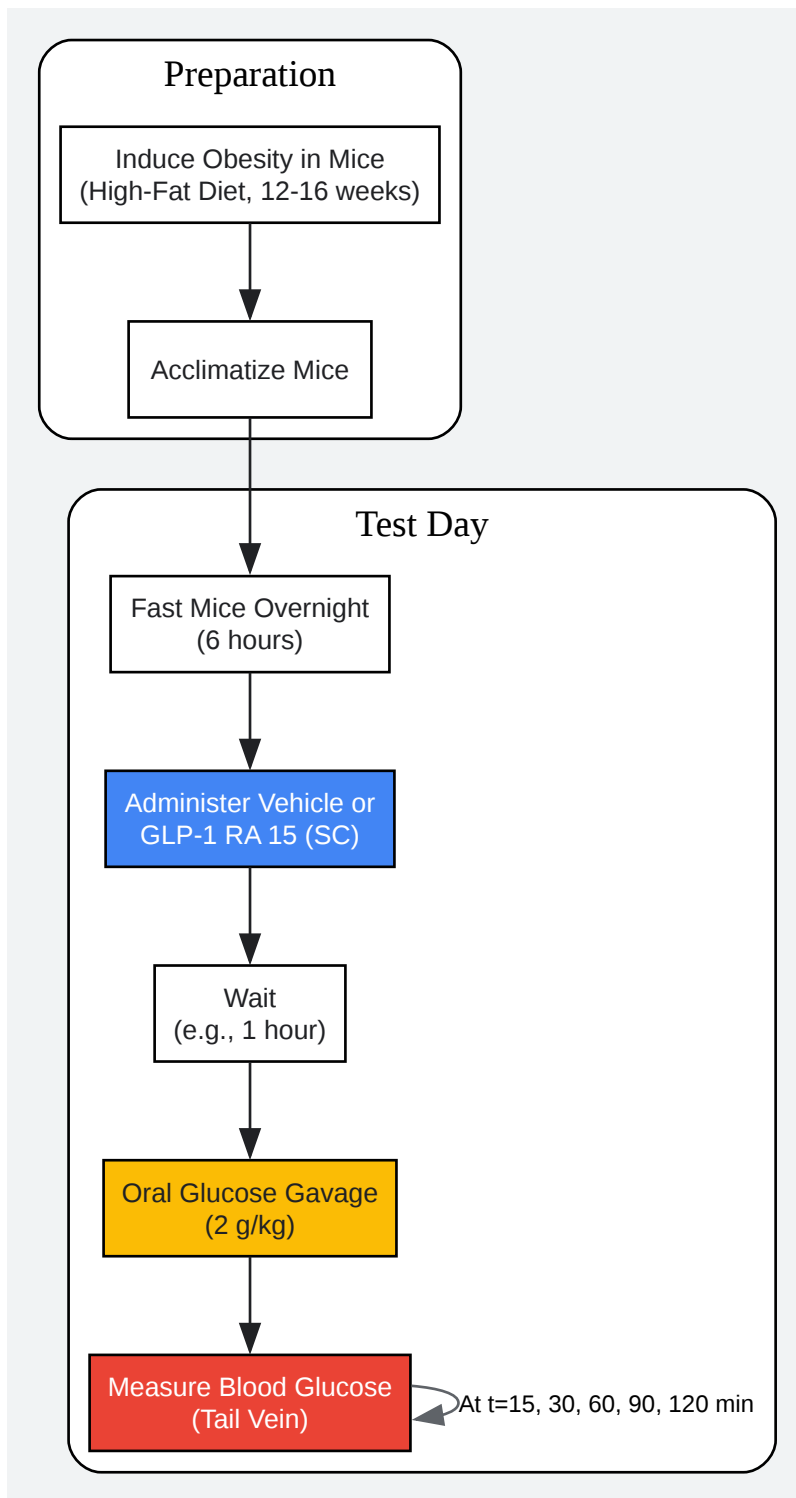 Preparation
Induce Obesity in Mice
(High-Fat Diet, 12-16 weeks)
Acclimatize Mice
Test Day
Fast Mice Overnight
(6 hours)
Administer Vehicle or
GLP-1 RA 15 (SC)
Wait
(e.g., 1 hour)
Oral Glucose Gavage
(2 g/kg)
Measure Blood Glucose
(Tail Vein)
At t=15, 30, 60, 90, 120 min